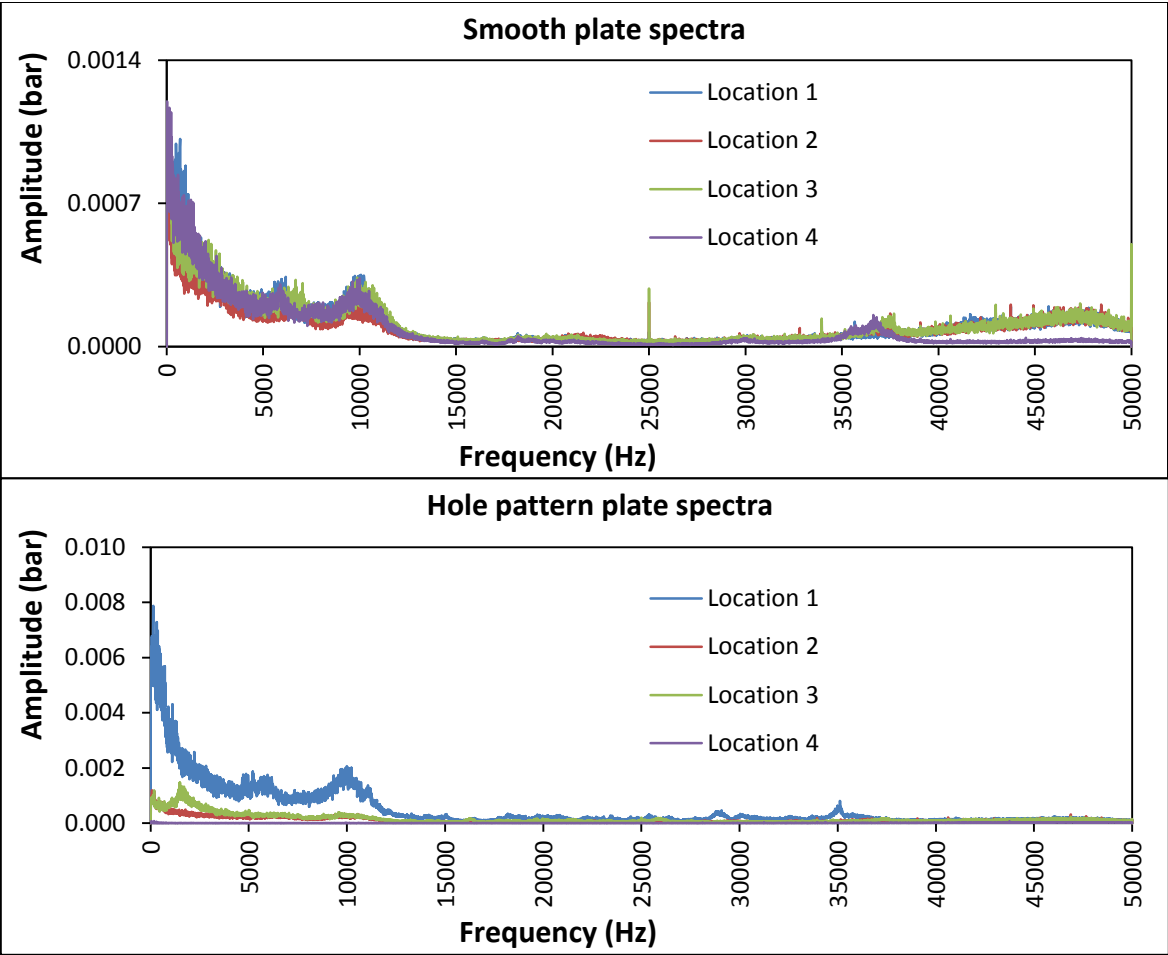 Smooth plate spectra
Amplitude (bar)
0.0014
0.0007
0.0000
Location 1
Location 2
Location 3
Location 4
0
5000
10000
15000
20000
25000
30000
35000
40000
45000
50000
Frequency (Hz)
Hole pattern plate spectra
Amplitude (bar)
0.010
0.008
0.006
0.004
0.002
0.000
Location 1
Location 2
Location 3
Location 4
0
5000
10000
15000
20000
25000
30000
35000
40000
45000
50000
Frequency (Hz)